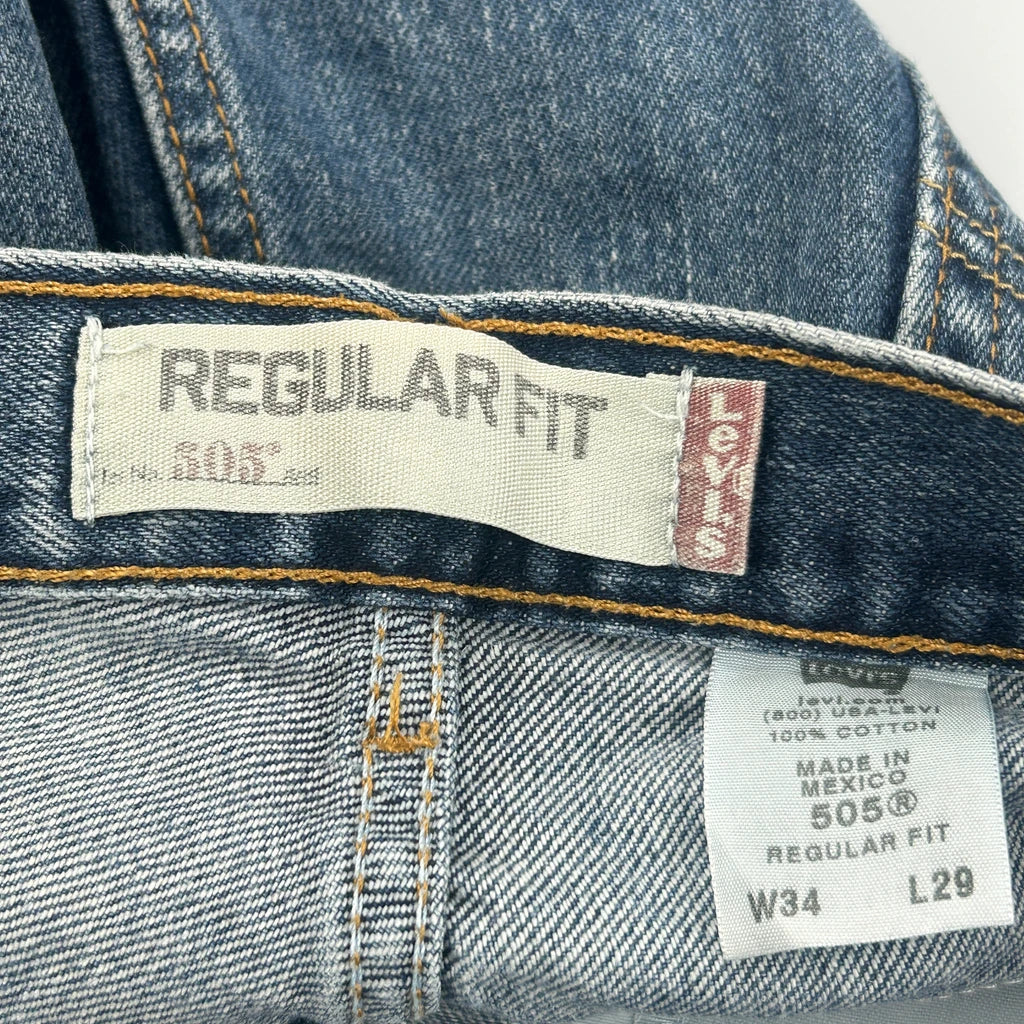 REGULAR FIT
No. 505®
Levi's
levi.com
(800) USA-LEVI
100% COTTON
MADE IN
MEXICO
505®
REGULAR FIT
W34 L29